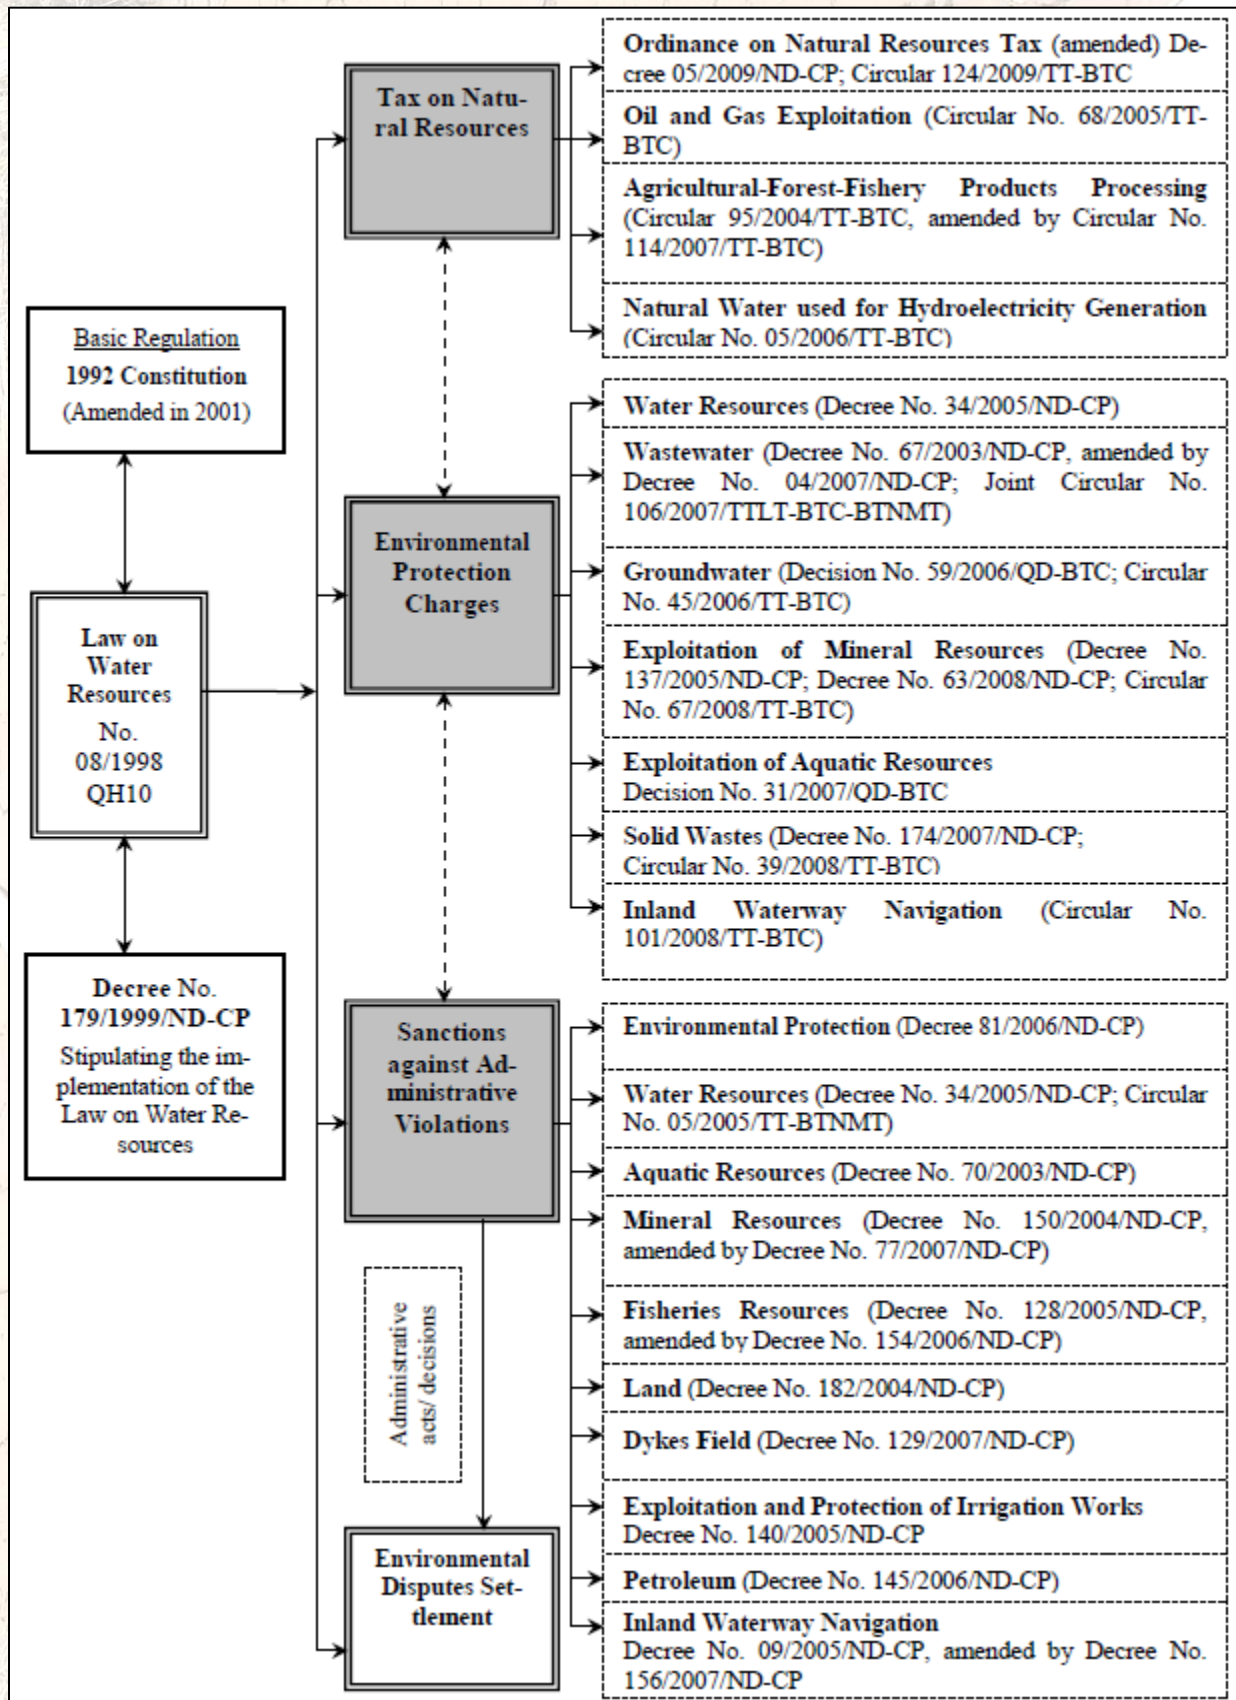 Basic Regulation
1992 Constitution
(Amended in 2001)
Law on
Water
Resources
No.
08/1998
QH10
Decree No.
179/1999/ND-CP
Stipulating the im-
plementation of the
Law on Water Re-
sources
Tax on Natu-
ral Resources
Ordinance on Natural Resources Tax (amended) De-
cree 05/2009/ND-CP; Circular 124/2009/TT-BTC
Oil and Gas Exploitation (Circular No. 68/2005/TT-
BTC)
Agricultural-Forest-Fishery Products Processing
(Circular 95/2004/TT-BTC, amended by Circular No.
114/2007/TT-BTC)
Natural Water used for Hydroelectricity Generation
(Circular No. 05/2006/TT-BTC)
Environmental
Protection
Charges
Water Resources (Decree No. 34/2005/ND-CP)
Wastewater (Decree No. 67/2003/ND-CP, amended by
Decree No. 04/2007/ND-CP; Joint Circular No.
106/2007/TTLT-BTC-BTNMT)
Groundwater (Decision No. 59/2006/QD-BTC; Circular
No. 45/2006/TT-BTC)
Exploitation of Mineral Resources (Decree No.
137/2005/ND-CP; Decree No. 63/2008/ND-CP; Circular
No. 67/2008/TT-BTC)
Exploitation of Aquatic Resources
Decision No. 31/2007/QD-BTC
Solid Wastes (Decree No. 174/2007/ND-CP;
Circular No. 39/2008/TT-BTC)
Inland Waterway Navigation (Circular No.
101/2008/TT-BTC)
Sanctions
against Ad-
ministrative
Violations
Environmental Protection (Decree 81/2006/ND-CP)
Water Resources (Decree No. 34/2005/ND-CP; Circular
No. 05/2005/TT-BTNMT)
Aquatic Resources (Decree No. 70/2003/ND-CP)
Mineral Resources (Decree No. 150/2004/ND-CP,
amended by Decree No. 77/2007/ND-CP)
Fisheries Resources (Decree No. 128/2005/ND-CP,
amended by Decree No. 154/2006/ND-CP)
Land (Decree No. 182/2004/ND-CP)
Dykes Field (Decree No. 129/2007/ND-CP)
Exploitation and Protection of Irrigation Works
Decree No. 140/2005/ND-CP
Petroleum (Decree No. 145/2006/ND-CP)
Inland Waterway Navigation
Decree No. 09/2005/ND-CP, amended by Decree No.
156/2007/ND-CP
Administrative
acts/ decisions
Environmental
Disputes Set-
tlement